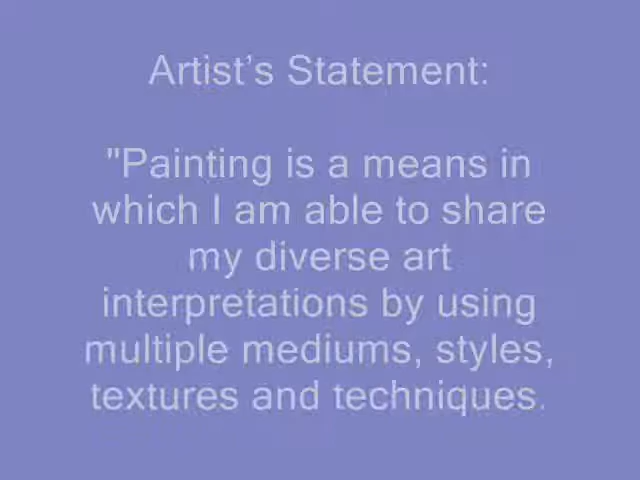 Artist’s Statement:
"Painting is a means in
which I am able to share
my diverse art
interpretations by using
multiple mediums, styles,
textures and techniques.